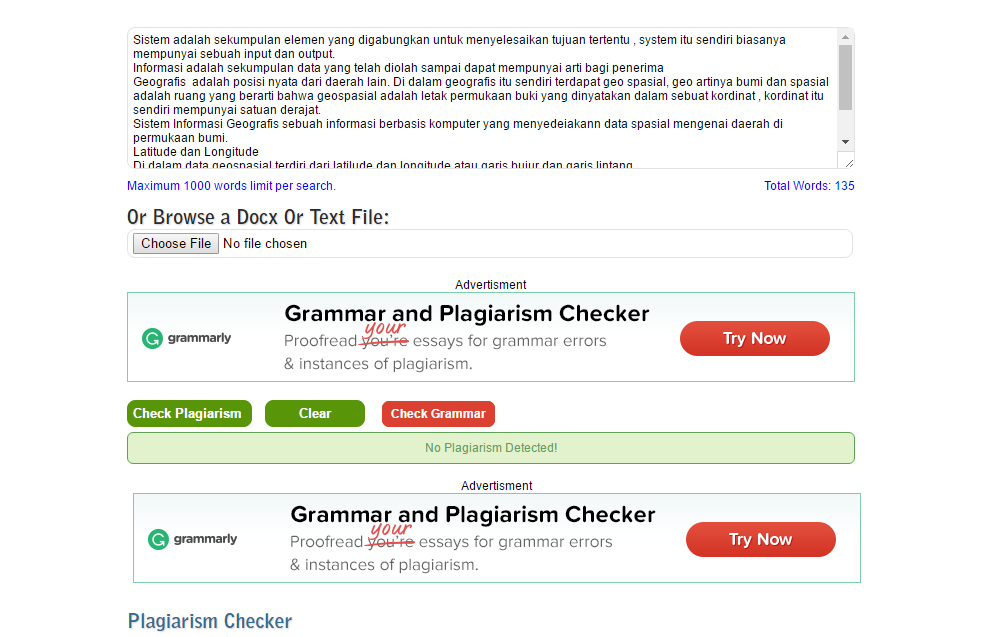 Sistem adalah sekumpulan elemen yang digabungkan untuk menyelesaikan tujuan tertentu , system itu sendiri biasanya
mempunyai sebuah input dan output.
Informasi adalah sekumpulan data yang telah diolah sampai dapat mempunyai arti bagi penerima
Geografis  adalah posisi nyata dari daerah lain. Di dalam geografis itu sendiri terdapat geo spasial, geo artinya bumi dan spasial
adalah ruang yang berarti bahwa geospasial adalah letak permukaan buki yang dinyatakan dalam sebuat kordinat , kordinat itu
sendiri mempunyai satuan derajat.
Sistem Informasi Geografis sebuah informasi berbasis komputer yang menyedeiakann data spasial mengenai daerah di
permukaan bumi.
Latitude dan Longitude
Di dalam data geospasial terdiri dari latilude dan longitude atau garis bujur dan garis lintang
Maximum 1000 words limit per search.
Total Words: 135
Or Browse a Docx Or Text File:
Choose File No file chosen
Advertisment
grammarly
Grammar and Plagiarism Checker
your
Proofread you're essays for grammar errors
& instances of plagiarism.
Try Now
Check Plagiarism
Clear
Check Grammar
No Plagiarism Detected!
Advertisment
grammarly
Grammar and Plagiarism Checker
your
Proofread you're essays for grammar errors
& instances of plagiarism.
Try Now
Plagiarism Checker